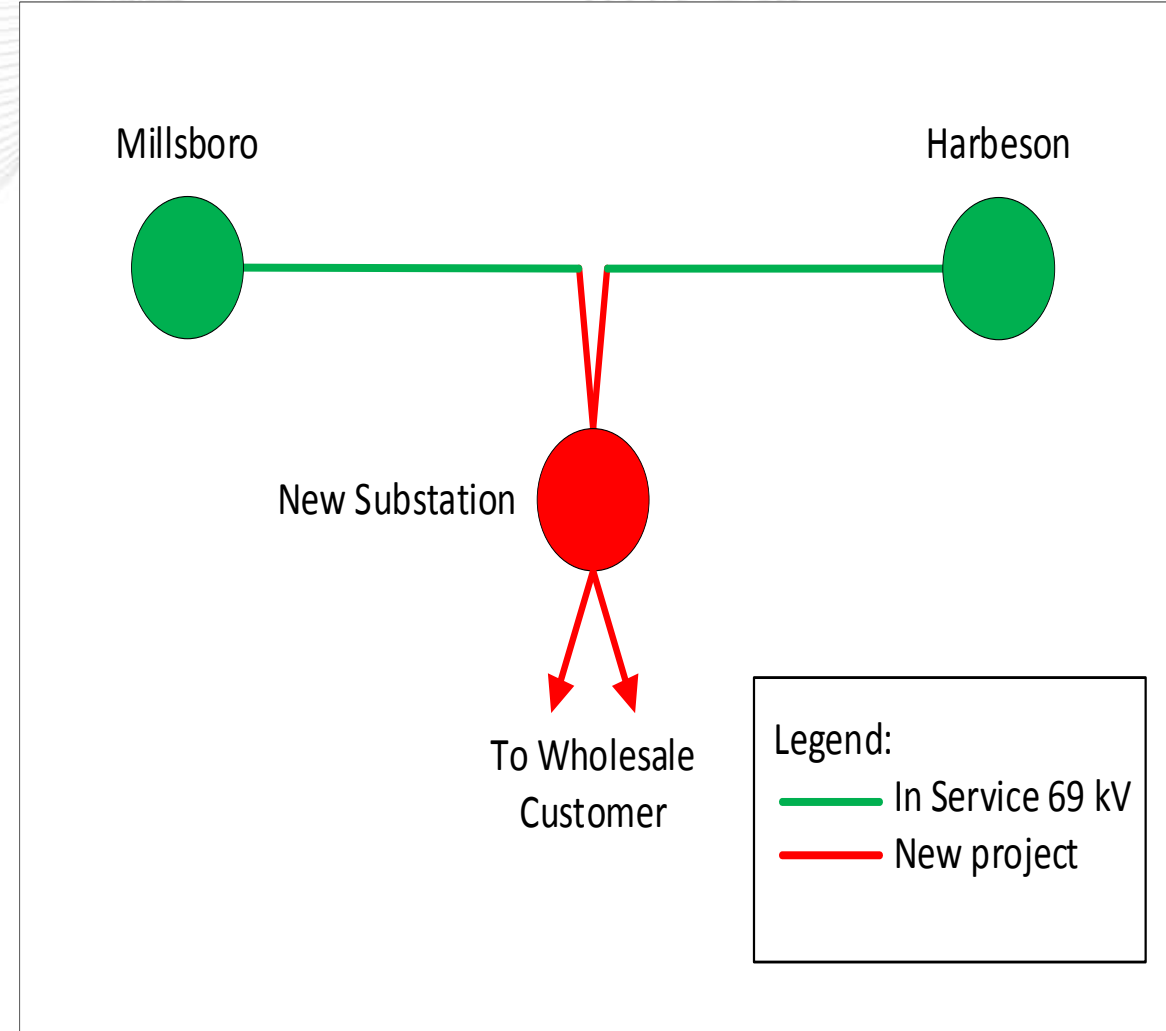 Millsboro
Harbeson
New Substation
To Wholesale
Customer
Legend:
In Service 69 kV
New project